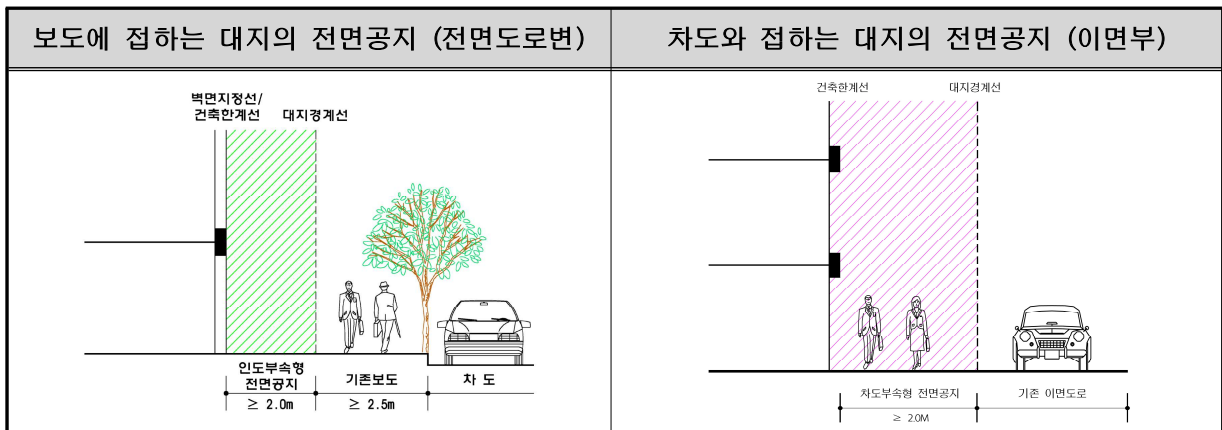 보도에 접하는 대지의 전면공지 (전면도로변)
차도와 접하는 대지의 전면공지 (이면부)
벽면지정선/
건축한계선
대지경계선
인도부속형
전면공지
기존보도
차 도
≥ 2.0m
≥ 2.5m
건축한계선
대지경계선
차도부속형 전면공지
기존 이면도로
≥ 2.0M